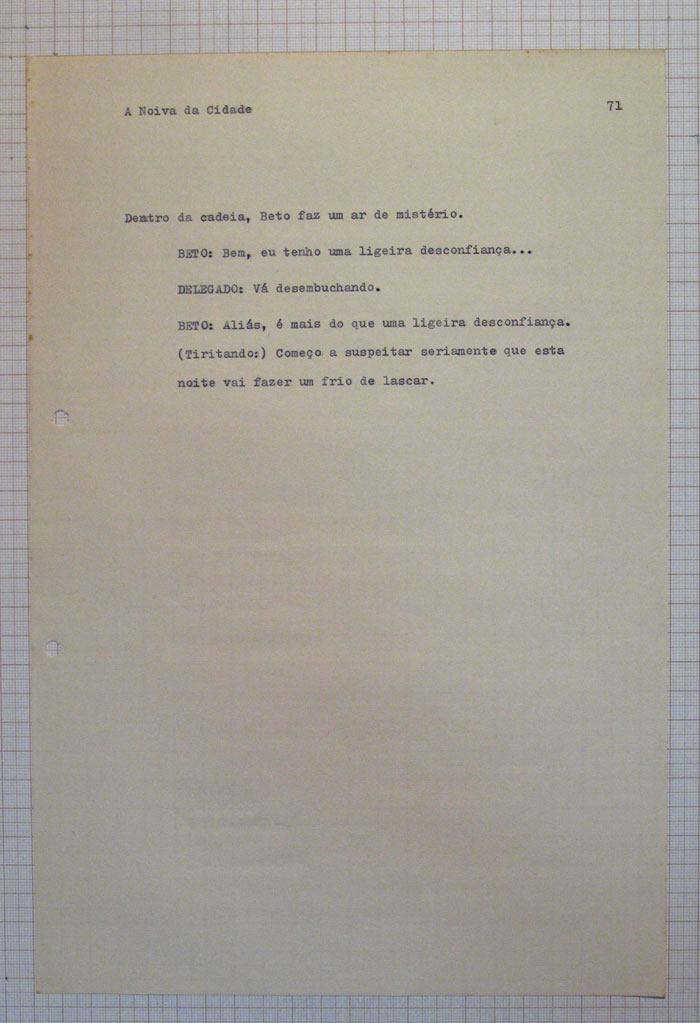 A Noiva da Cidade
71
Dentro da cadeia, Beto faz um ar de mistério.
BETO: Bem, eu tenho uma ligeira desconfiança...
DELEGADO: Vá desembuchando.
BETO: Aliás, é mais do que uma ligeira desconfiança.
(Tiritando:) Começo a suspeitar seriamente que esta
noite vai fazer um frio de lascar.